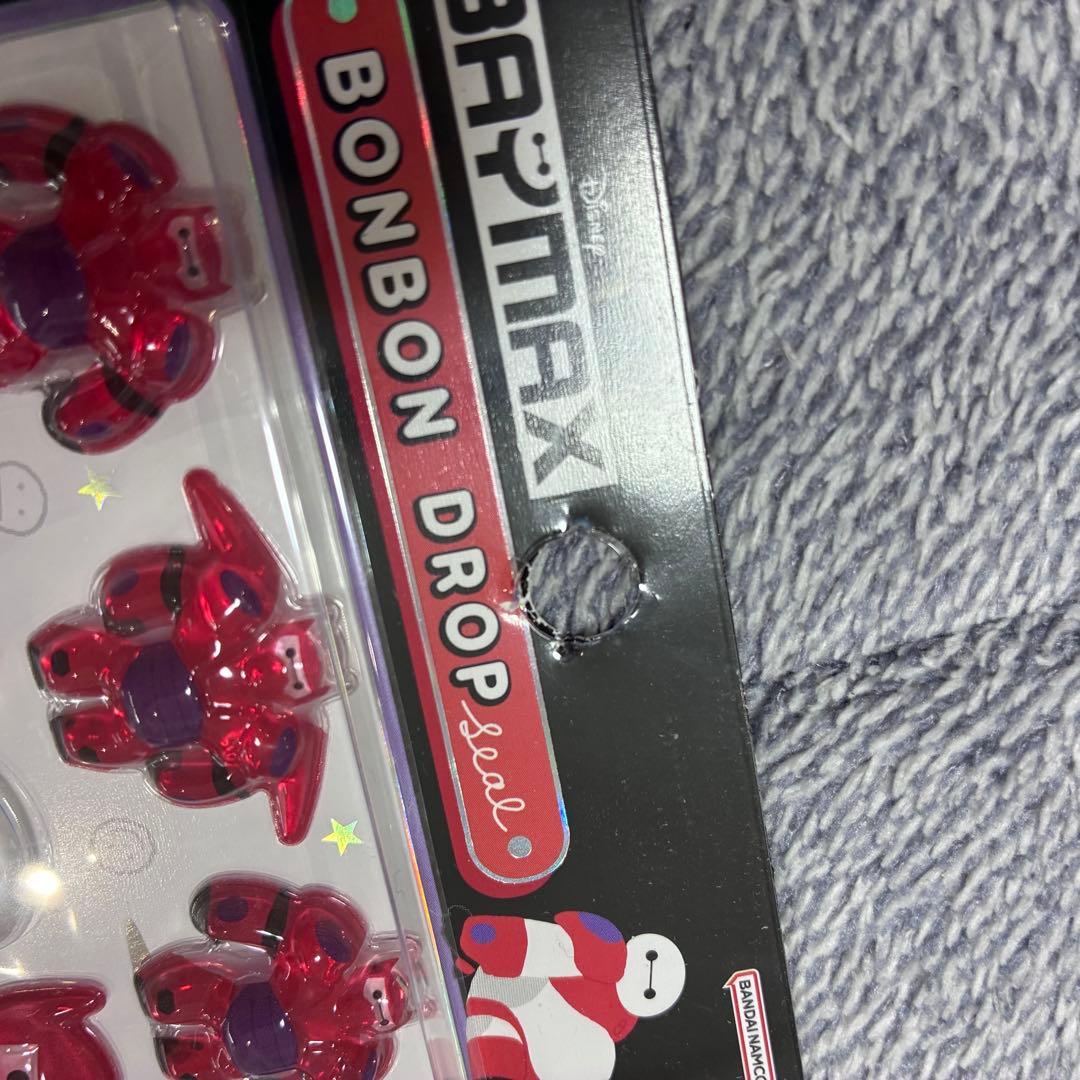 BAYMAX
Disney
BONBON DROP
seal
BANDAI NAMCO